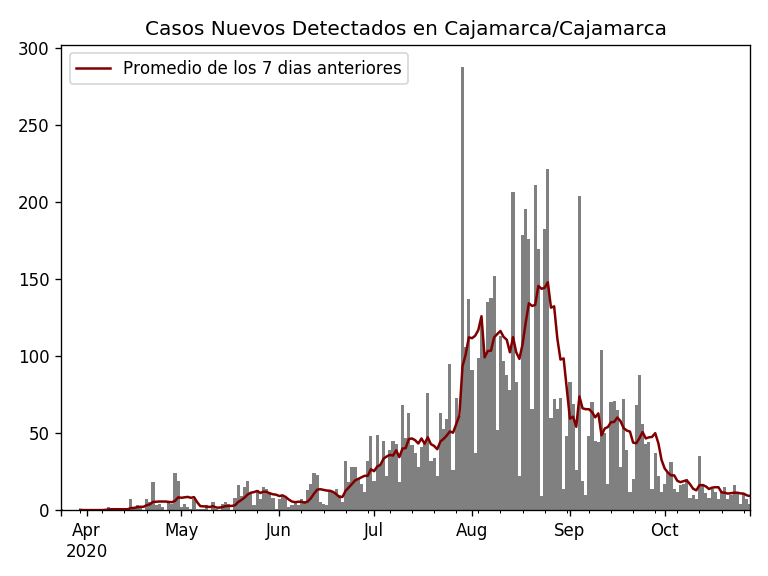 Casos Nuevos Detectados en Cajamarca/Cajamarca
Promedio de los 7 dias anteriores
300
250
200
150
100
50
0
Apr May Jun Jul Aug Sep Oct
2020